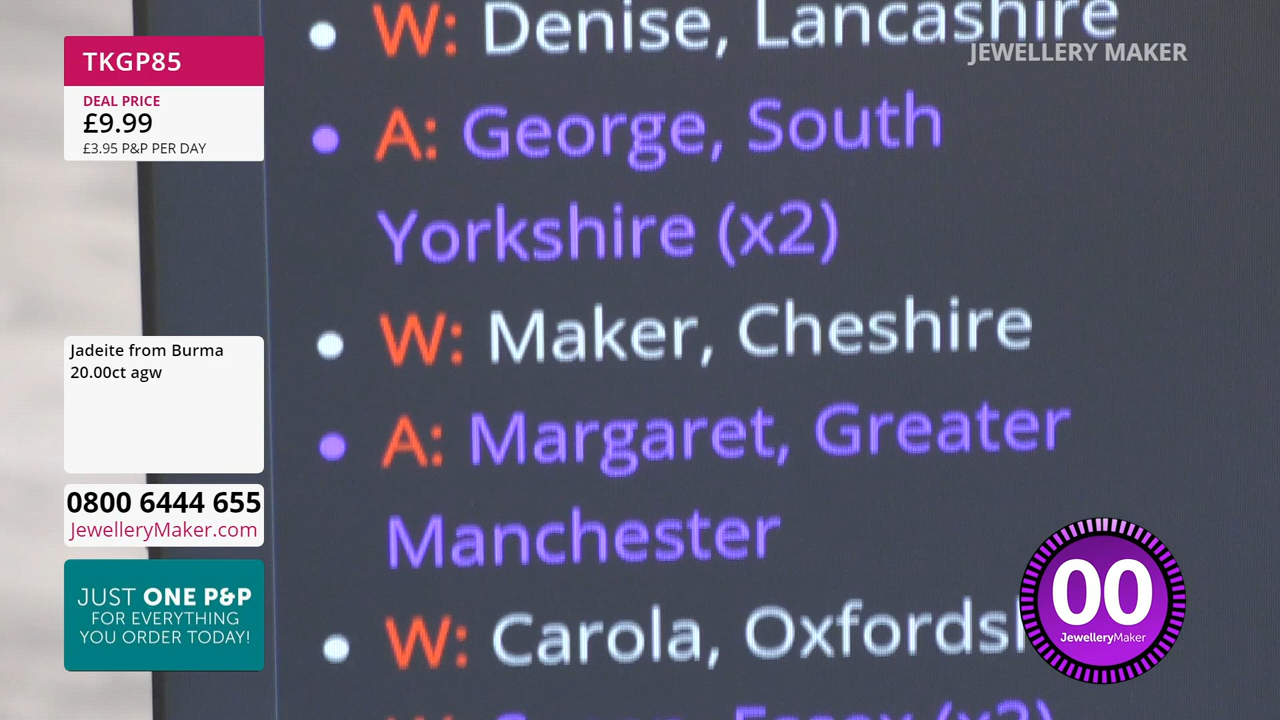 TKGP85
DEAL PRICE
£9.99
£3.95 P&P PER DAY
Jadeite from Burma
20.00ct agw
0800 6444 655
JewelleryMaker.com
JUST ONE P&P
FOR EVERYTHING
YOU ORDER TODAY!
W: Denise, Lancashire
JEWELLERY MAKER
A: George, South
Yorkshire (x2)
W: Maker, Cheshire
A: Margaret, Greater
Manchester
W: Carola,
00
JewelleryMaker